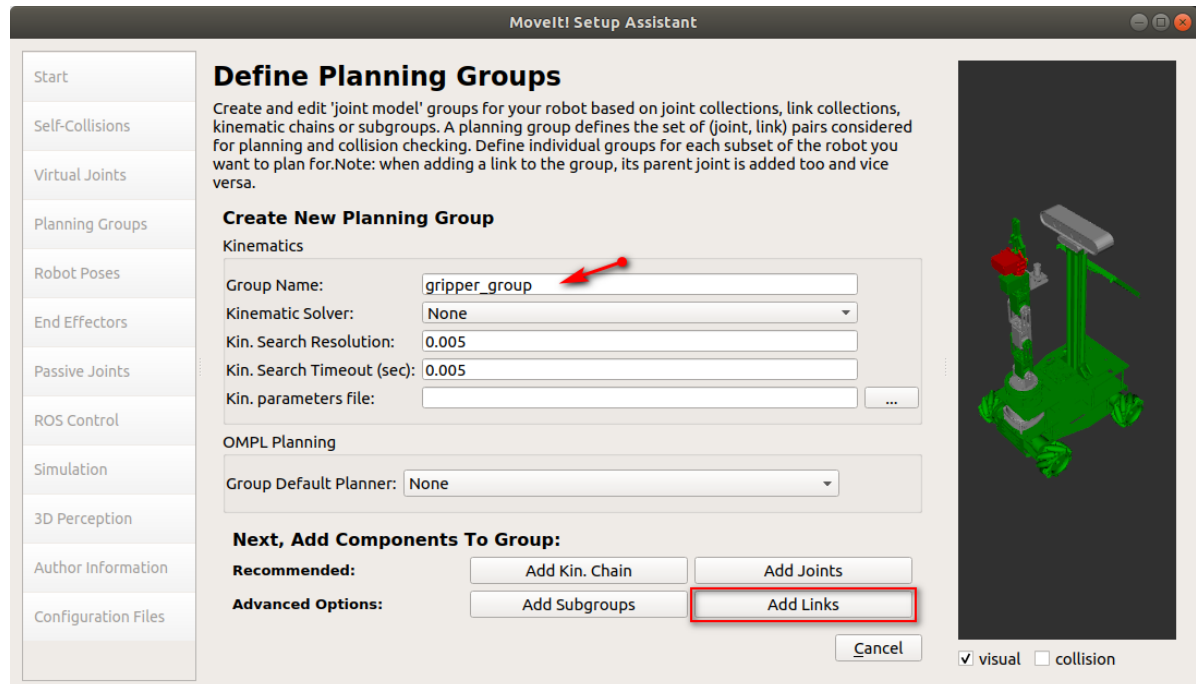 MoveIt! Setup Assistant
Start
Self-Collisions
Virtual Joints
Planning Groups
Robot Poses
End Effectors
Passive Joints
ROS Control
Simulation
3D Perception
Author Information
Configuration Files
Define Planning Groups
Create and edit 'joint model' groups for your robot based on joint collections, link collections,
kinematic chains or subgroups. A planning group defines the set of (joint, link) pairs considered
for planning and collision checking. Define individual groups for each subset of the robot you
want to plan for.Note: when adding a link to the group, its parent joint is added too and vice
versa.
Create New Planning Group
Kinematics
Group Name: gripper_group
Kinematic Solver: None
Kin. Search Resolution: 0.005
Kin. Search Timeout (sec): 0.005
Kin. parameters file: ...
OMPL Planning
Group Default Planner: None
Next, Add Components To Group:
Recommended: Add Kin. Chain Add Joints
Advanced Options: Add Subgroups Add Links
Cancel
visual collision